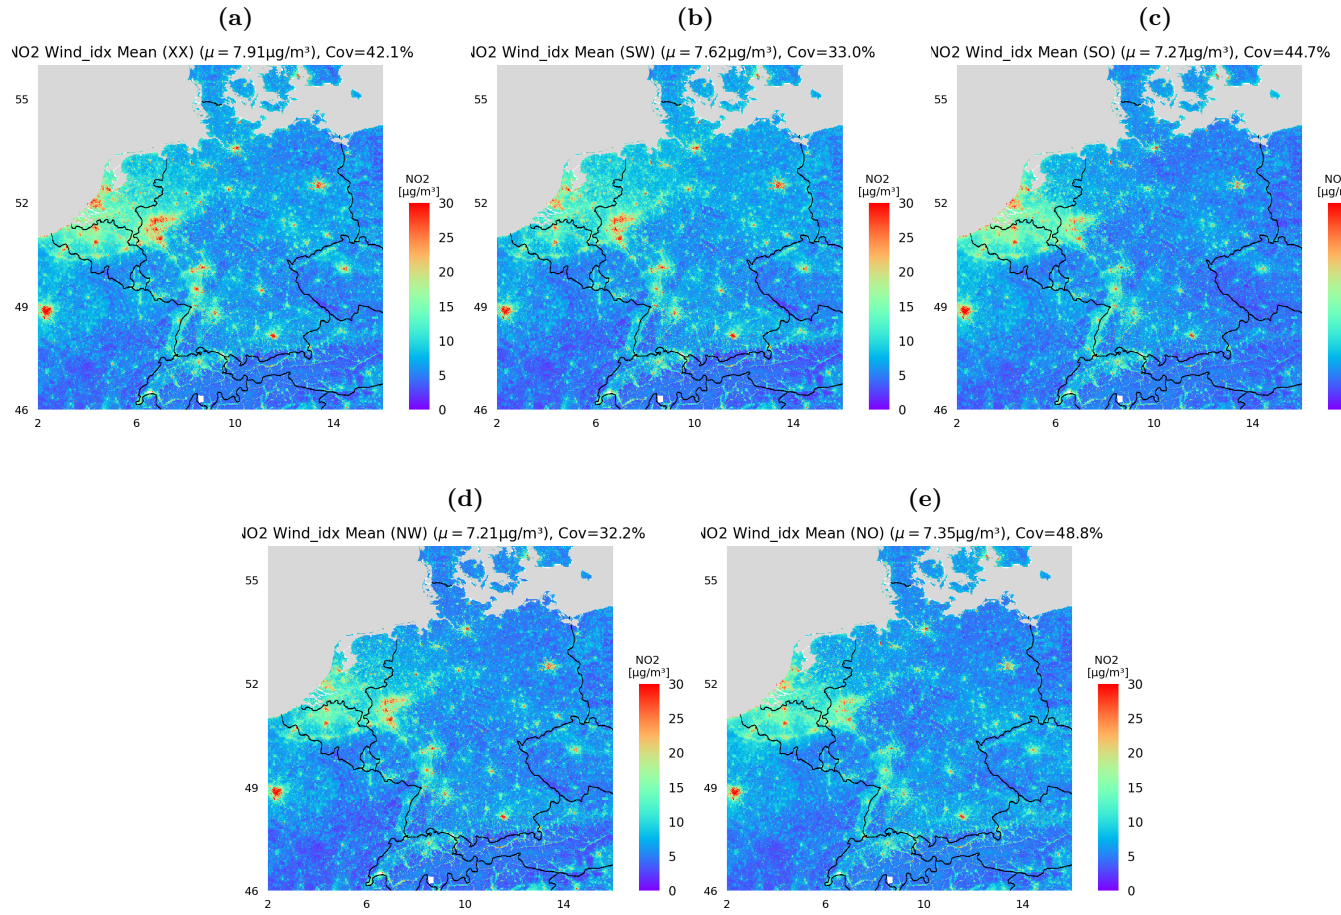 (a) (b) (c)
NO2 Wind_idx Mean (XX) (μ = 7.91μg/m³), Cov=42.1% NO2 Wind_idx Mean (SW) (μ = 7.62μg/m³), Cov=33.0% NO2 Wind_idx Mean (SO) (μ = 7.27μg/m³), Cov=44.7%
55 55 55
NO2 NO2 NO
[μg/m³] [μg/m³] [μg/m
52 30 52 30 52
25 25
20 20
49 15 49 15 49
10 10
5 5
46 0 46 0 46
2 6 10 14 2 6 10 14 2 6 10 14
(d) (e)
NO2 Wind_idx Mean (NW) (μ = 7.21μg/m³), Cov=32.2% NO2 Wind_idx Mean (NO) (μ = 7.35μg/m³), Cov=48.8%
55 55
NO2 NO2
[μg/m³] [μg/m³]
52 30 52 30
25 25
20 20
49 15 49 15
10 10
5 5
46 0 46 0
2 6 10 14 2 6 10 14